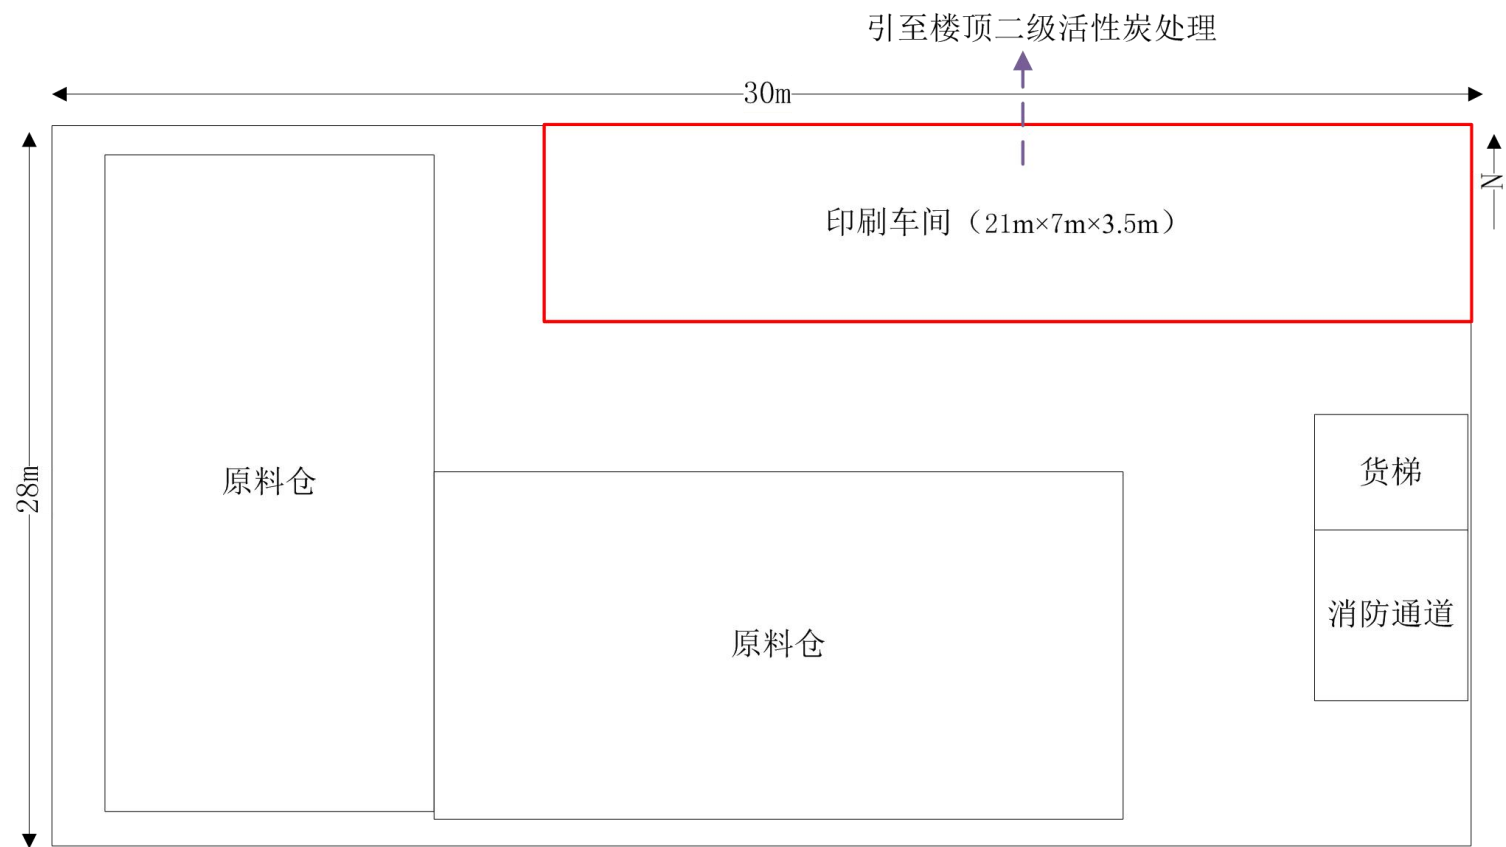 引至楼顶二级活性炭处理
30m
N
印刷车间（21m×7m×3.5m）
28m
原料仓
货梯
消防通道
原料仓